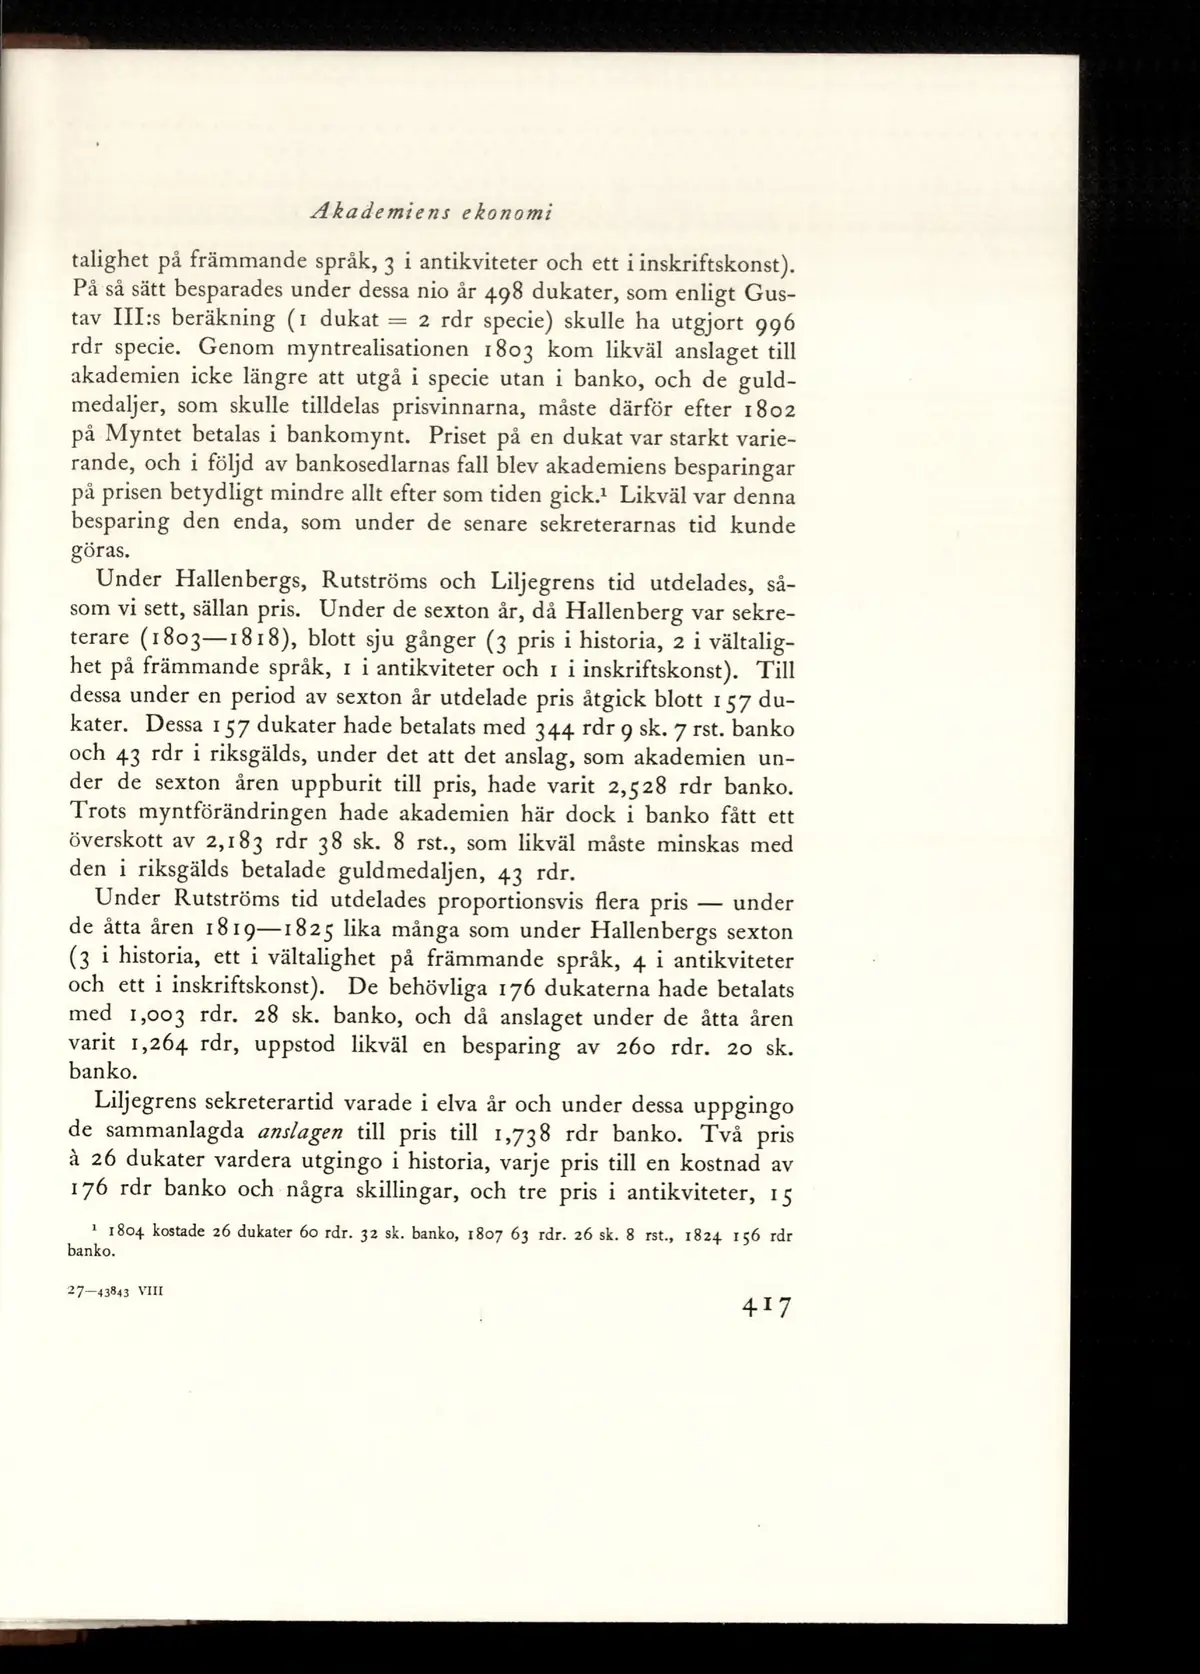 Akademiens ekonomi
talighet på främmande språk, 3 i antikviteter och ett i inskriftskonst).
På så sätt besparades under dessa nio år 498 dukater, som enligt Gus-
tav III:s beräkning (1 dukat = 2 rdr specie) skulle ha utgjort 996
rdr specie. Genom myntrealisationen 1803 kom likväl anslaget till
akademien icke längre att utgå i specie utan i banko, och de guld-
medaljer, som skulle tilldelas prisvinnarna, måste därför efter 1802
på Myntet betalas i bankomynt. Priset på en dukat var starkt varie-
rande, och i följd av bankosedlarnas fall blev akademiens besparingar
på prisen betydligt mindre allt efter som tiden gick.¹ Likväl var denna
besparing den enda, som under de senare sekreterarnas tid kunde
göras.
Under Hallenbergs, Rutströms och Liljegrens tid utdelades, så-
som vi sett, sällan pris. Under de sexton år, då Hallenberg var sekre-
terare (1803—1818), blott sju gånger (3 pris i historia, 2 i vältalig-
het på främmande språk, 1 i antikviteter och 1 i inskriftskonst). Till
dessa under en period av sexton år utdelade pris åtgick blott 157 du-
kater. Dessa 157 dukater hade betalats med 344 rdr 9 sk. 7 rst. banko
och 43 rdr i riksgälds, under det att det anslag, som akademien un-
der de sexton åren uppburit till pris, hade varit 2,528 rdr banko.
Trots myntförändringen hade akademien här dock i banko fått ett
överskott av 2,183 rdr 38 sk. 8 rst., som likväl måste minskas med
den i riksgälds betalade guldmedaljen, 43 rdr.
Under Rutströms tid utdelades proportionsvis flera pris — under
de åtta åren 1819—1825 lika många som under Hallenbergs sexton
(3 i historia, ett i vältalighet på främmande språk, 4 i antikviteter
och ett i inskriftskonst). De behövliga 176 dukaterna hade betalats
med 1,003 rdr. 28 sk. banko, och då anslaget under de åtta åren
varit 1,264 rdr, uppstod likväl en besparing av 260 rdr. 20 sk.
banko.
Liljegrens sekreterartid varade i elva år och under dessa uppgingo
de sammanlagda anslagen till pris till 1,738 rdr banko. Två pris
à 26 dukater vardera utgingo i historia, varje pris till en kostnad av
176 rdr banko och några skillingar, och tre pris i antikviteter, 15
¹ 1804 kostade 26 dukater 60 rdr. 32 sk. banko, 1807 63 rdr. 26 sk. 8 rst., 1824 156 rdr
banko.
27—43843 VIII
417